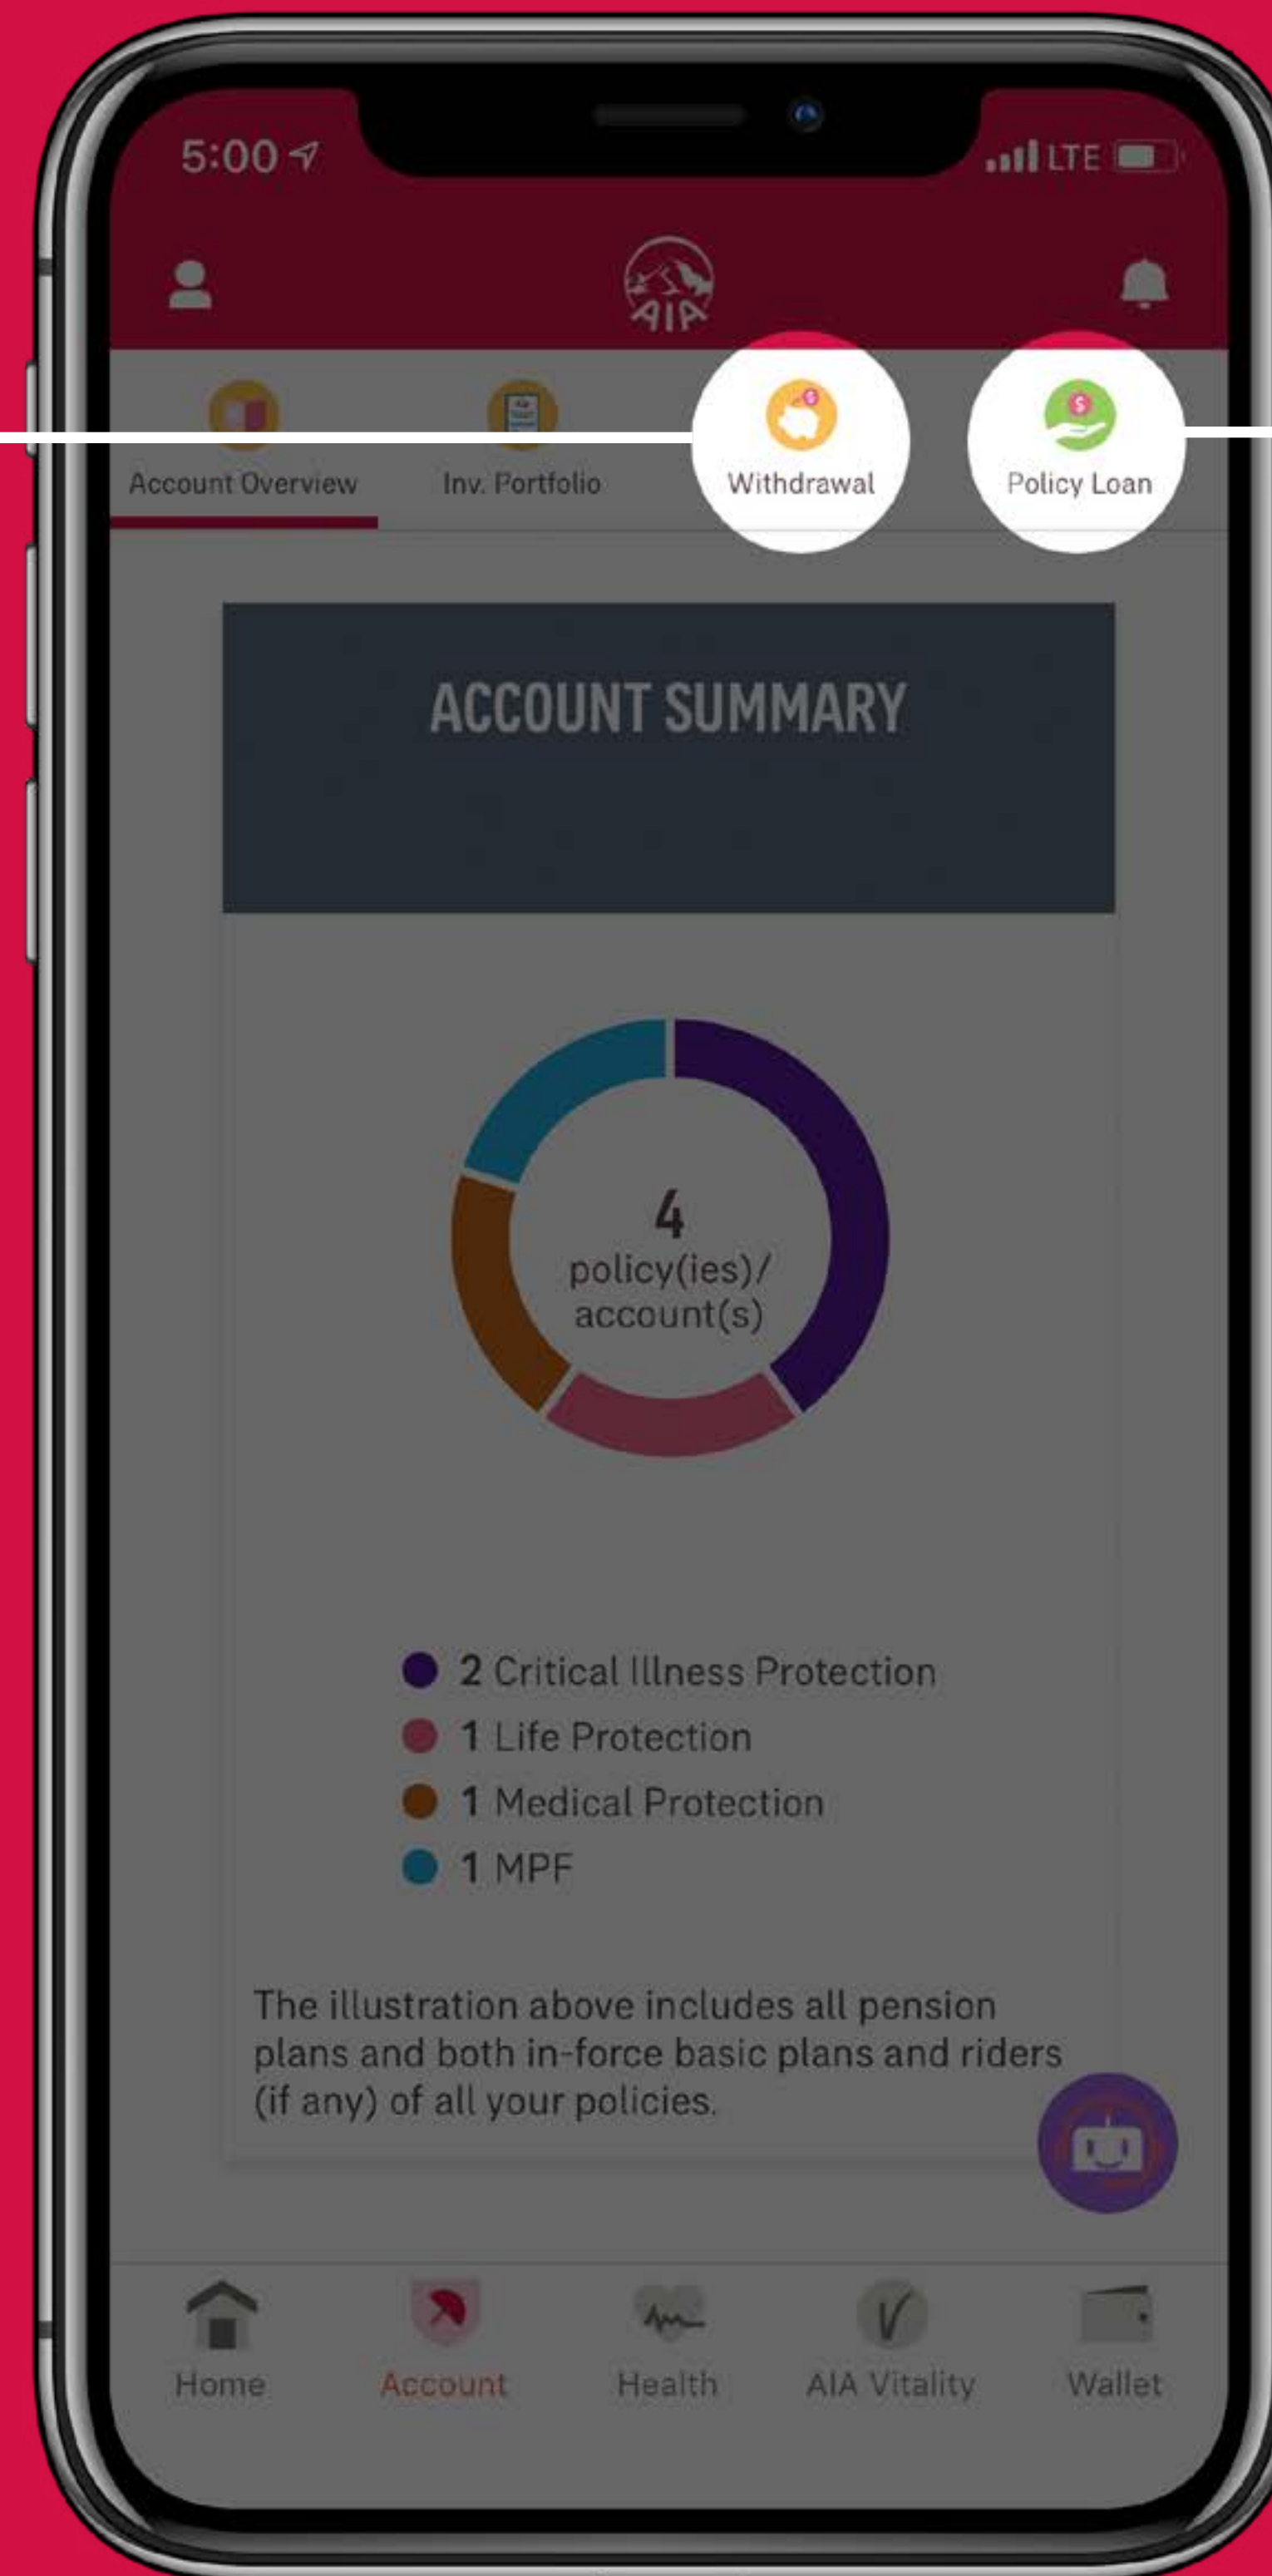 5:00
LTE
AIA
Account Overview
Inv. Portfolio
Withdrawal
Policy Loan
ACCOUNT SUMMARY
4
policy(ies)/
account(s)
2 Critical Illness Protection
1 Life Protection
1 Medical Protection
1 MPF
The illustration above includes all pension
plans and both in-force basic plans and riders
(if any) of all your policies.
Home
Account
Health
AIA Vitality
Wallet